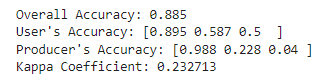 Overall Accuracy: 0.885
User's Accuracy: [0.895 0.587 0.5  ]
Producer's Accuracy: [0.988 0.228 0.04 ]
Kappa Coefficient: 0.232713